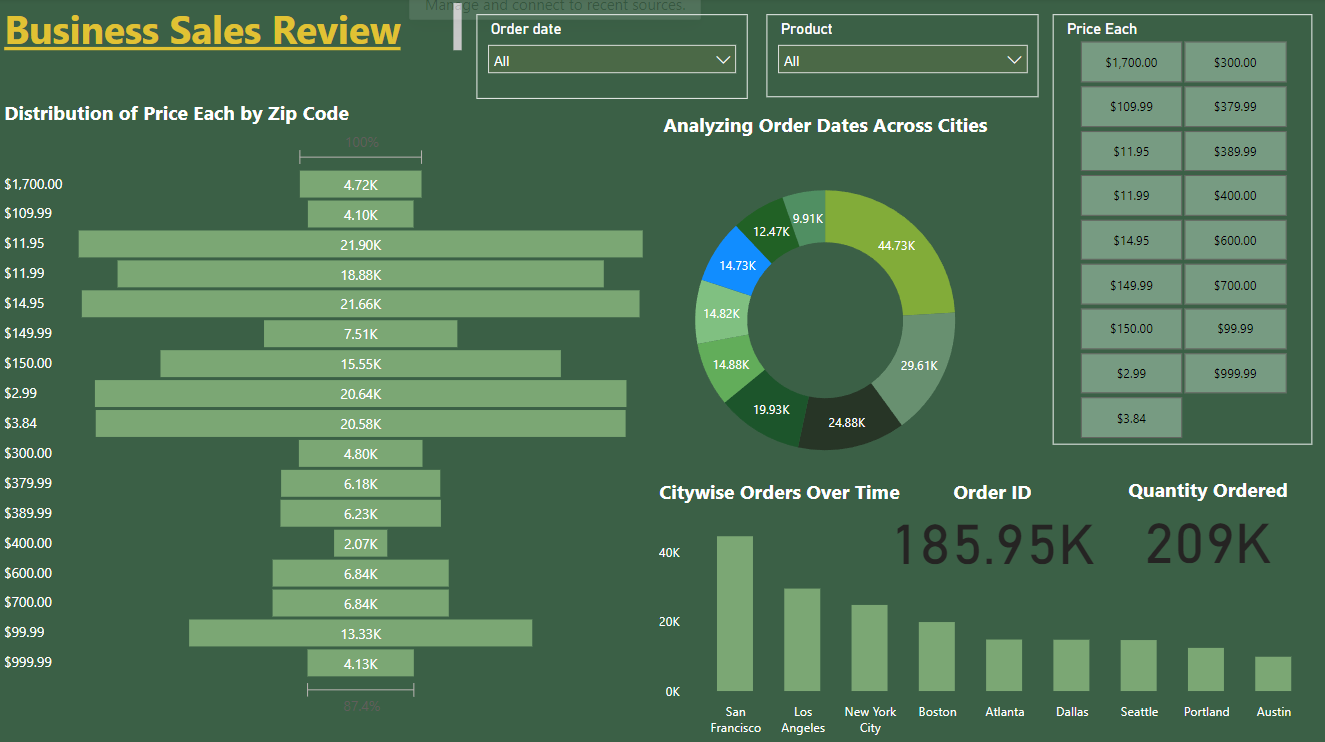 Manage and connect to recent sources.
Business Sales Review
Order date
All
Product
All
Price Each
$1,700.00 $300.00
$109.99 $379.99
$11.95 $389.99
$11.99 $400.00
$14.95 $600.00
$149.99 $700.00
$150.00 $99.99
$2.99 $999.99
$3.84
Distribution of Price Each by Zip Code
100%
$1,700.00 4.72K
$109.99 4.10K
$11.95 21.90K
$11.99 18.88K
$14.95 21.66K
$149.99 7.51K
$150.00 15.55K
$2.99 20.64K
$3.84 20.58K
$300.00 4.80K
$379.99 6.18K
$389.99 6.23K
$400.00 2.07K
$600.00 6.84K
$700.00 6.84K
$99.99 13.33K
$999.99 4.13K
87.4%
Analyzing Order Dates Across Cities
44.73K
29.61K
24.88K
19.93K
14.88K
14.82K
14.73K
12.47K
9.91K
Citywise Orders Over Time
40K
20K
0K
San Francisco
Los Angeles
New York City
Boston
Atlanta
Dallas
Seattle
Portland
Austin
Order ID
185.95K
Quantity Ordered
209K